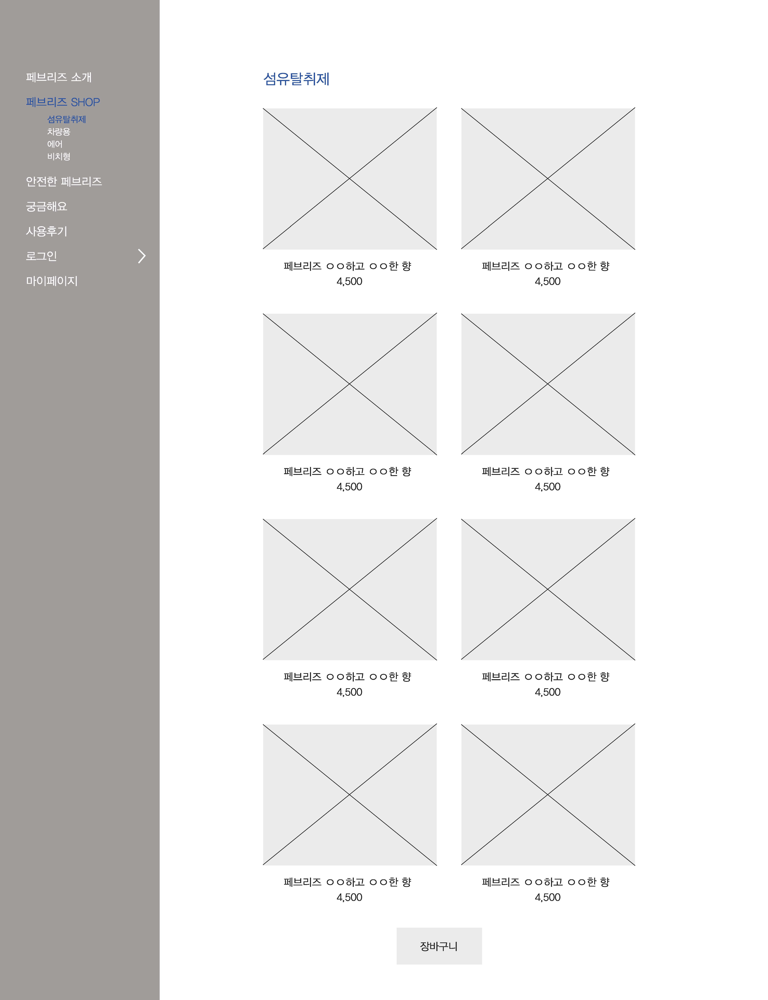 페브리즈 소개
페브리즈 SHOP
섬유탈취제
차량용
에어
비치형
안전한 페브리즈
궁금해요
사용후기
로그인
마이페이지
섬유탈취제
페브리즈 ㅇㅇ하고 ㅇㅇ한 향
4,500
페브리즈 ㅇㅇ하고 ㅇㅇ한 향
4,500
페브리즈 ㅇㅇ하고 ㅇㅇ한 향
4,500
페브리즈 ㅇㅇ하고 ㅇㅇ한 향
4,500
페브리즈 ㅇㅇ하고 ㅇㅇ한 향
4,500
페브리즈 ㅇㅇ하고 ㅇㅇ한 향
4,500
페브리즈 ㅇㅇ하고 ㅇㅇ한 향
4,500
페브리즈 ㅇㅇ하고 ㅇㅇ한 향
4,500
장바구니